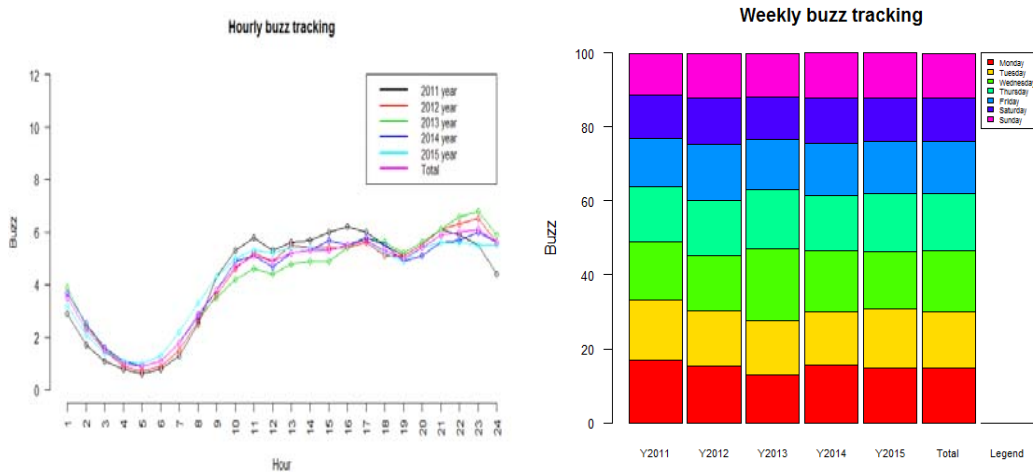 Hourly buzz tracking
12
10
8
6
4
2
0
Buzz
2011 year
2012 year
2013 year
2014 year
2015 year
Total
1 2 3 4 5 6 7 8 9 10 11 12 13 14 15 16 17 18 19 20 21 22 23 24
Hour
Weekly buzz tracking
100
80
60
40
20
0
Buzz
Monday
Tuesday
Wednesday
Thursday
Friday
Saturday
Sunday
Y2011 Y2012 Y2013 Y2014 Y2015 Total Legend